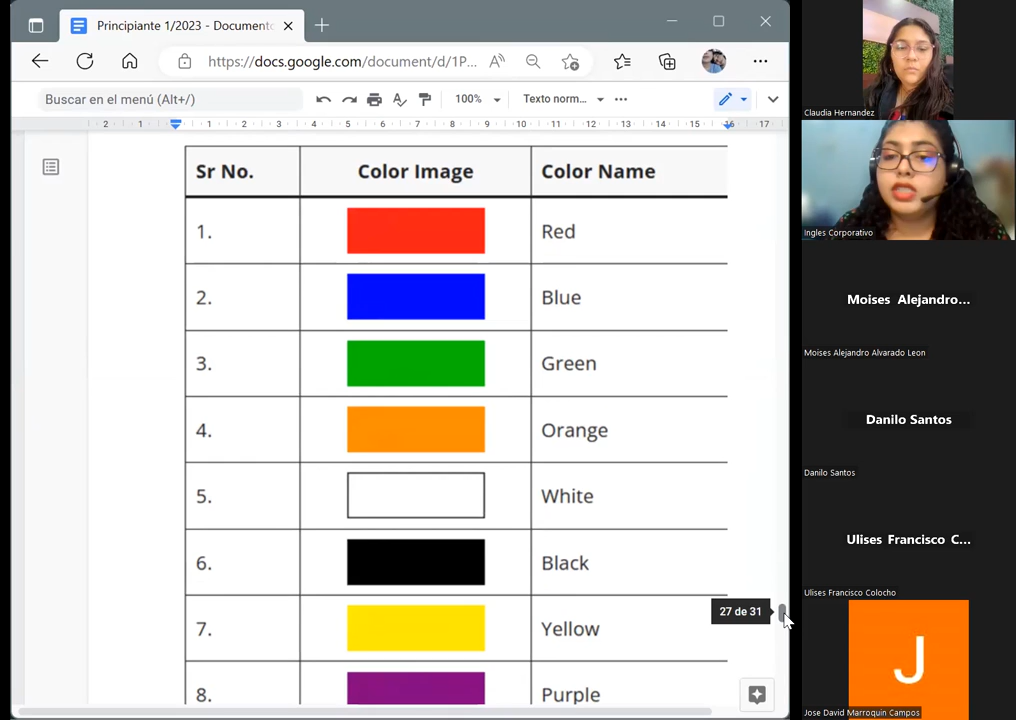 Principiante 1/2023 - Documento
https://docs.google.com/document/d/1P...
Buscar en el menú (Alt+/)
100%
Texto norm...
2 1 1 2 3 4 5 6 7 8 9 10 11 12 13 14 15 16 17
Sr No. Color Image Color Name
1. Red
2. Blue
3. Green
4. Orange
5. White
6. Black
7. Yellow
8. Purple
27 de 31
Claudia Hernandez
Ingles Corporativo
Moises Alejandro...
Moises Alejandro Alvarado Leon
Danilo Santos
Danilo Santos
Ulises Francisco C...
Ulises Francisco Colocho
J
Jose David Marroquin Campos